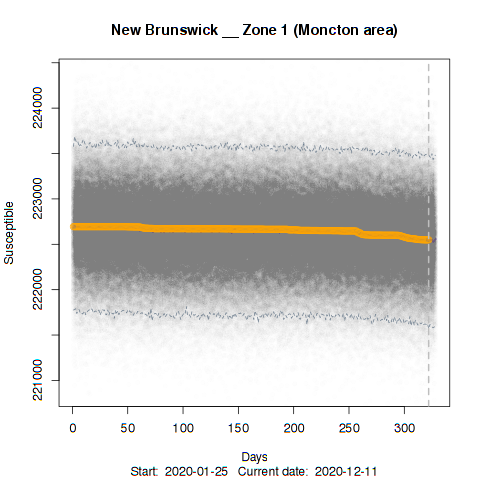 New Brunswick __ Zone 1 (Moncton area)
224000
223000
222000
221000
Susceptible
0 50 100 150 200 250 300
Days
Start: 2020-01-25 Current date: 2020-12-11